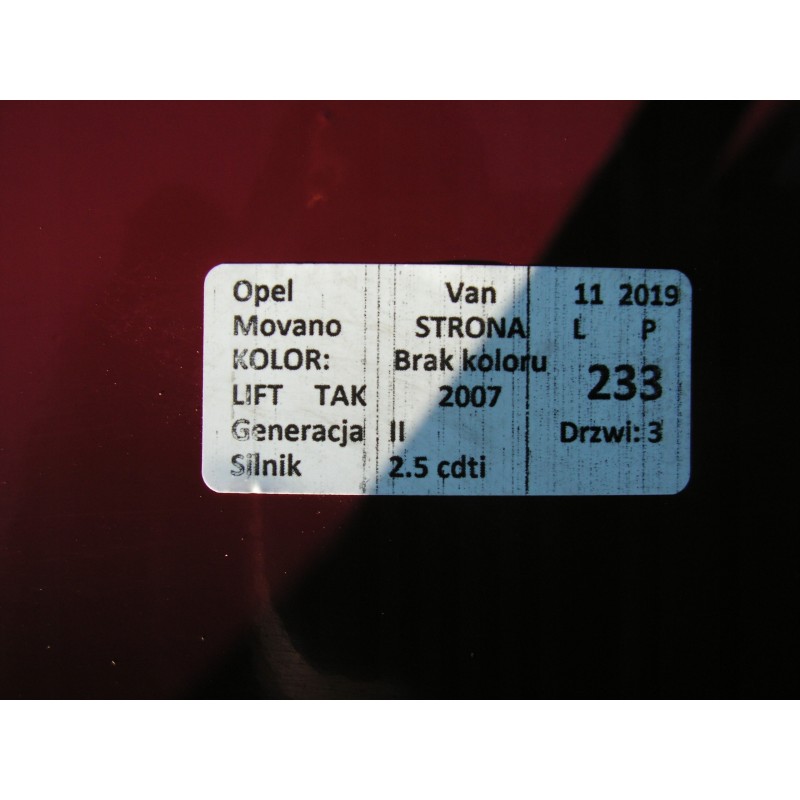 Opel Van 11 2019
Movano STRONA L P
KOLOR: Brak koloru
233
LIFT TAK 2007
Generacja II Drzwi: 3
Silnik 2.5 cdti